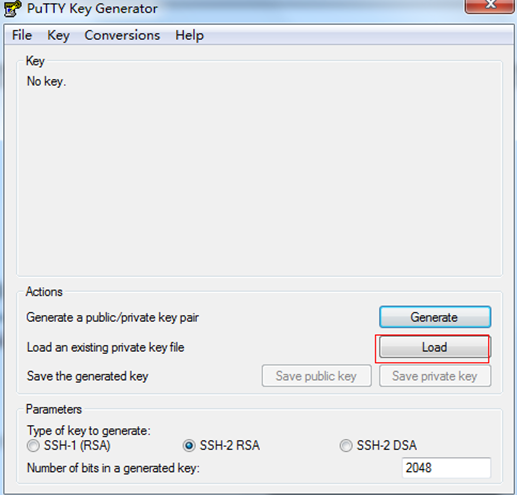 PuTTY Key Generator
File Key Conversions Help
Key
No key.
Actions
Generate a public/private key pair Generate
Load an existing private key file Load
Save the generated key Save public key Save private key
Parameters
Type of key to generate:
SSH-1 (RSA) SSH-2 RSA SSH-2 DSA
Number of bits in a generated key: 2048